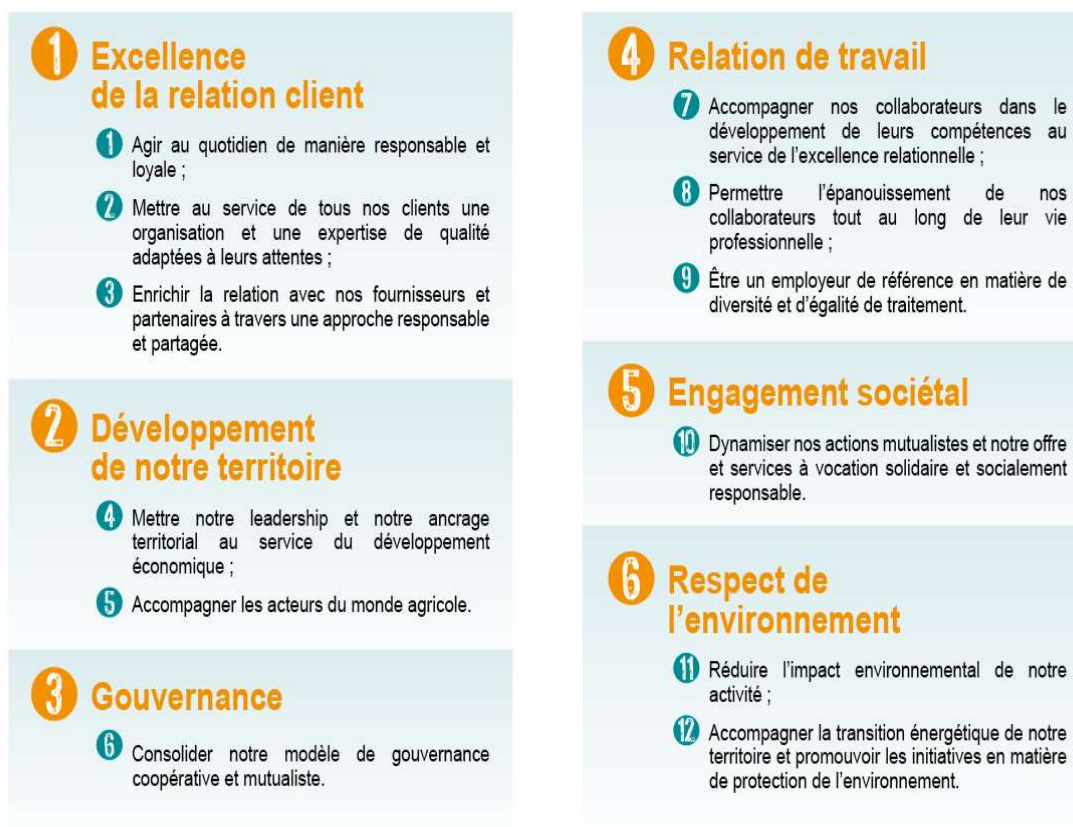 1 Excellence
de la relation client
1 Agir au quotidien de manière responsable et
loyale ;
2 Mettre au service de tous nos clients une
organisation et une expertise de qualité
adaptées à leurs attentes ;
3 Enrichir la relation avec nos fournisseurs et
partenaires à travers une approche responsable
et partagée.
2 Développement
de notre territoire
4 Mettre notre leadership et notre ancrage
territorial au service du développement
économique ;
5 Accompagner les acteurs du monde agricole.
3 Gouvernance
6 Consolider notre modèle de gouvernance
coopérative et mutualiste.
4 Relation de travail
7 Accompagner nos collaborateurs dans le
développement de leurs compétences au
service de l’excellence relationnelle ;
8 Permettre l’épanouissement de nos
collaborateurs tout au long de leur vie
professionnelle ;
9 Être un employeur de référence en matière de
diversité et d’égalité de traitement.
5 Engagement sociétal
10 Dynamiser nos actions mutualistes et notre offre
et services à vocation solidaire et socialement
responsable.
6 Respect de
l’environnement
11 Réduire l’impact environnemental de notre
activité ;
12 Accompagner la transition énergétique de notre
territoire et promouvoir les initiatives en matière
de protection de l’environnement.